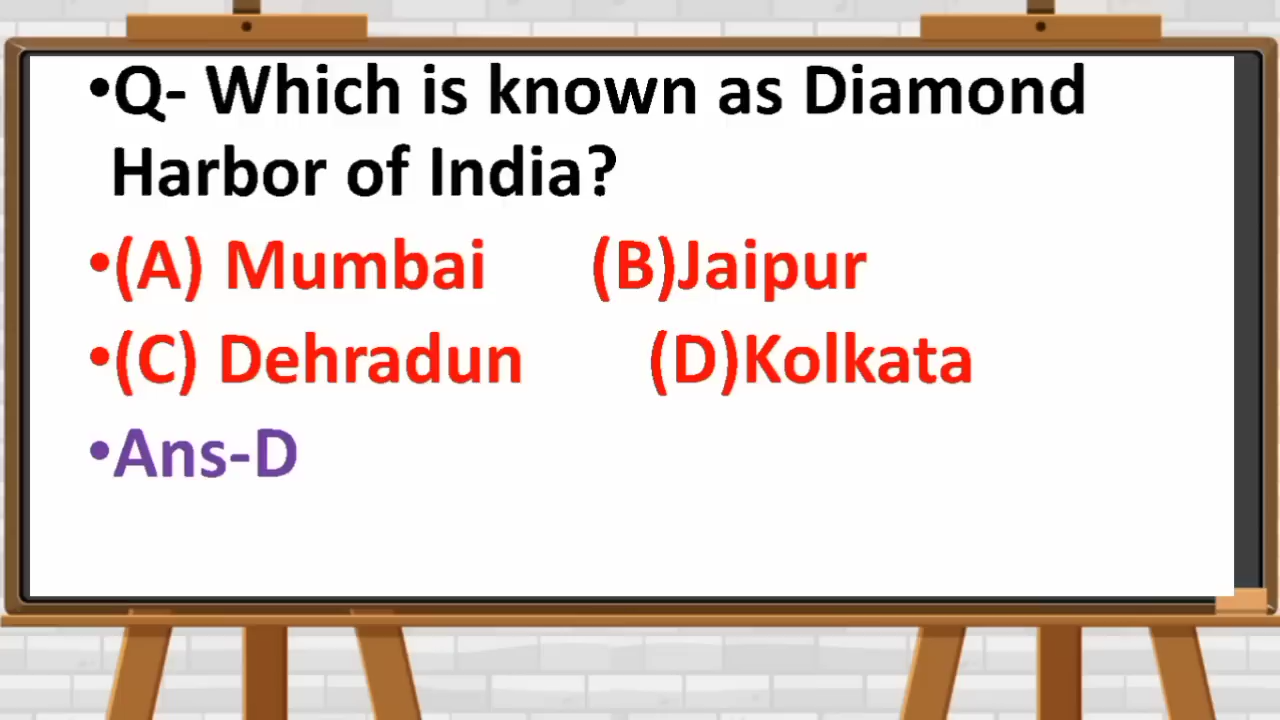 •Q- Which is known as Diamond
Harbor of India?
•(A) Mumbai (B)Jaipur
•(C) Dehradun (D)Kolkata
•Ans-D